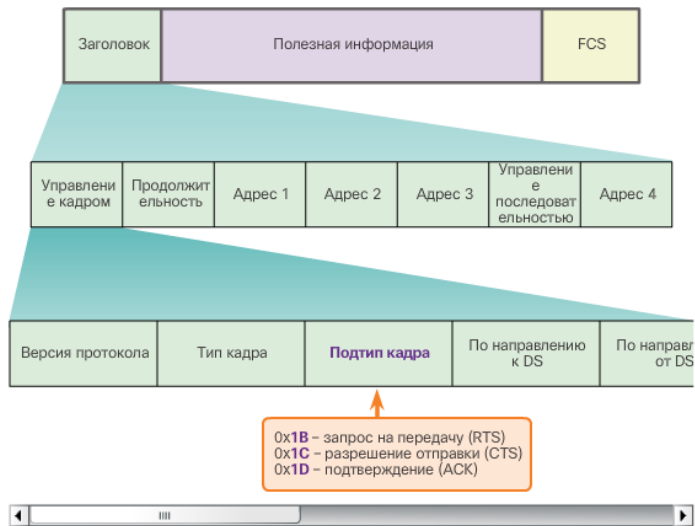 Заголовок
Полезная информация
FCS
Управлени
е кадром
Продолжит
ельность
Адрес 1
Адрес 2
Адрес 3
Управлени
е
последоват
ельностью
Адрес 4
Версия протокола
Тип кадра
Подтип кадра
По направлению
к DS
По направл
от DS
0x1B – запрос на передачу (RTS)
0x1C – разрешение отправки (CTS)
0x1D – подтверждение (ACK)